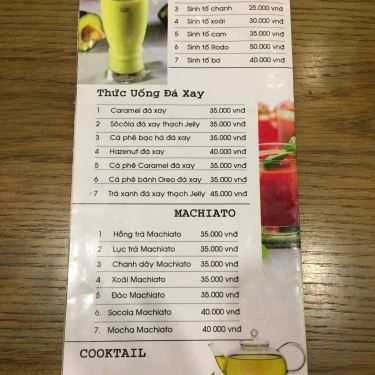 3 Sinh tố chanh 25.000 vnđ
4 Sinh tố xoài 30.000 vnđ
5 Sinh tố cam 35.000 vnđ
6 Sinh tố Sodo 50.000 vnđ
7 Sinh tố bơ 40.000 vnđ
Thức Uống Đá Xay
1 Caramel đá xay 35.000 vnđ
2 Sôcôla đá xay thạch Jelly 35.000 vnđ
3 Cà phê bạc hà đá xay 35.000 vnđ
4 Hazenut đá xay 40.000 vnđ
5 Cà phê Caramel đá xay 35.000 vnđ
6 Cà phê bánh Oreo đá xay 35.000 vnđ
7 Trà xanh đá xay thạch Jelly 45.000 vnđ
MACHIATO
1 Hồng trà Machiato 35.000 vnđ
2 Lục trà Machiato 35.000 vnđ
3 Chanh dây Machiato 35.000 vnđ
4 Xoài Machiato 35.000 vnđ
5 Đào Machiato 35.000 vnđ
6. Socola Machiato 40.000 vnđ
7. Mocha Machiato 40 000 vnđ
COOKTAIL